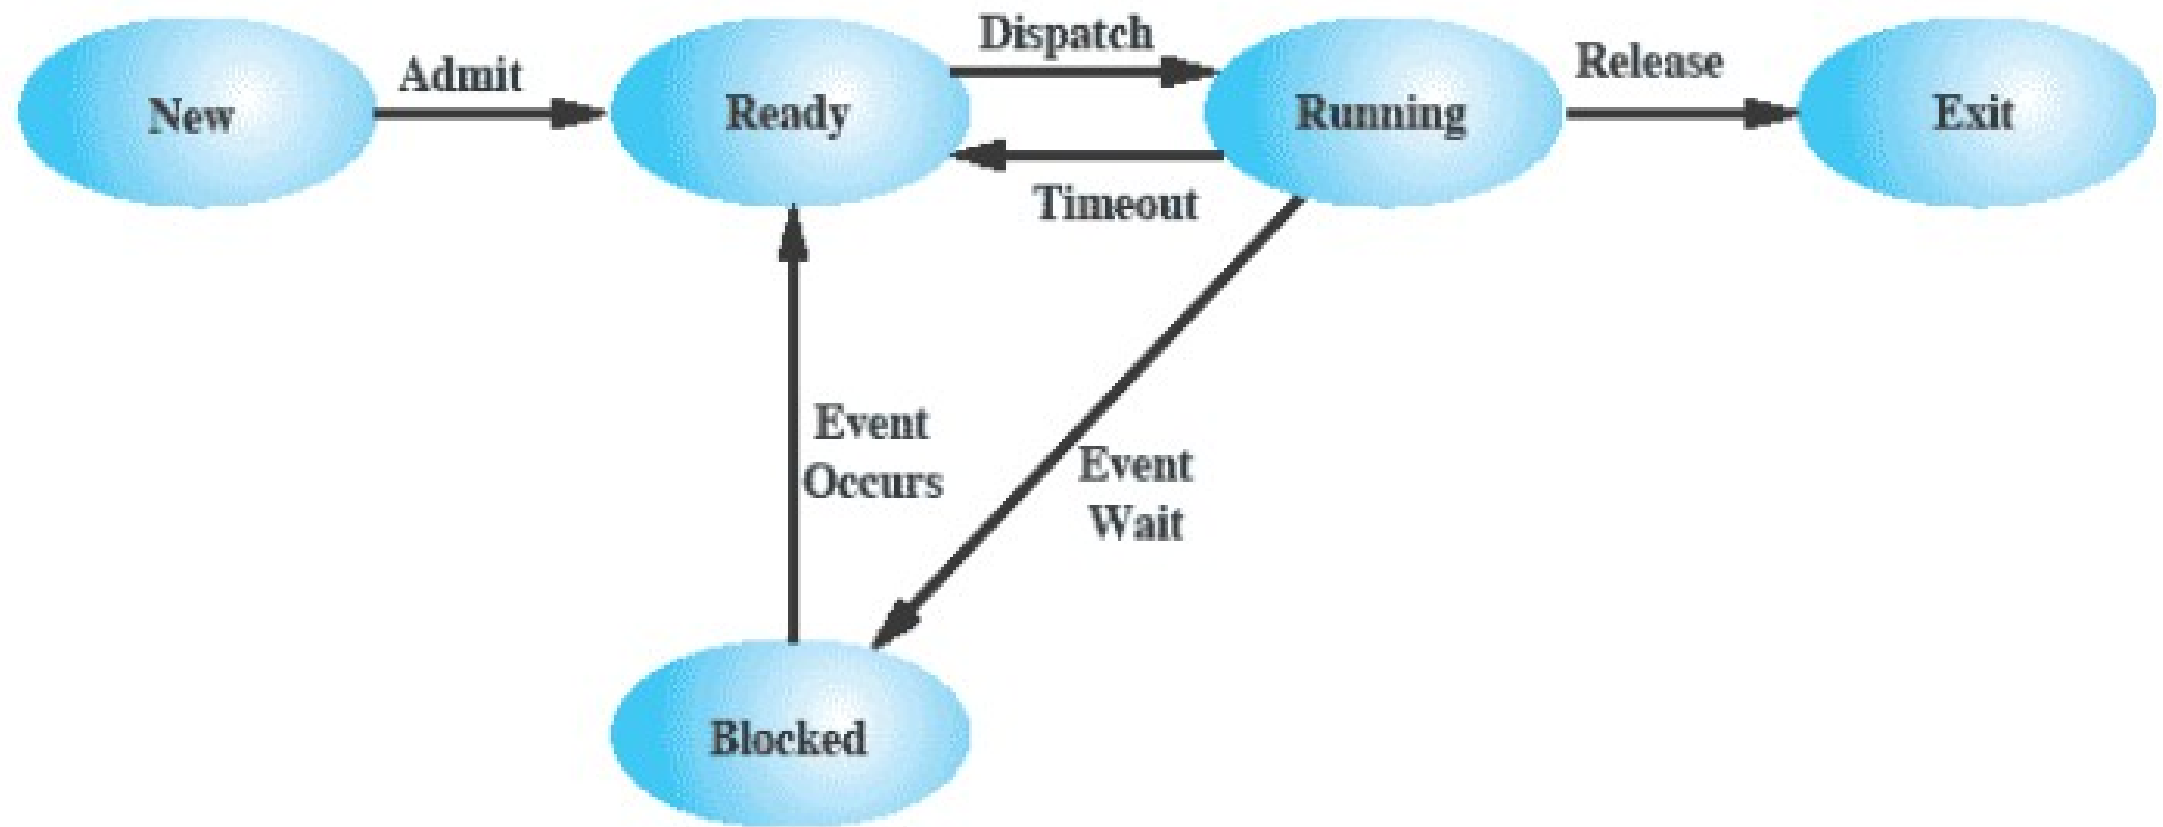 Dispatch
Admit
Release
New
Ready
Running
Exit
Timeout
Event
Occurs
Event
Wait
Blocked